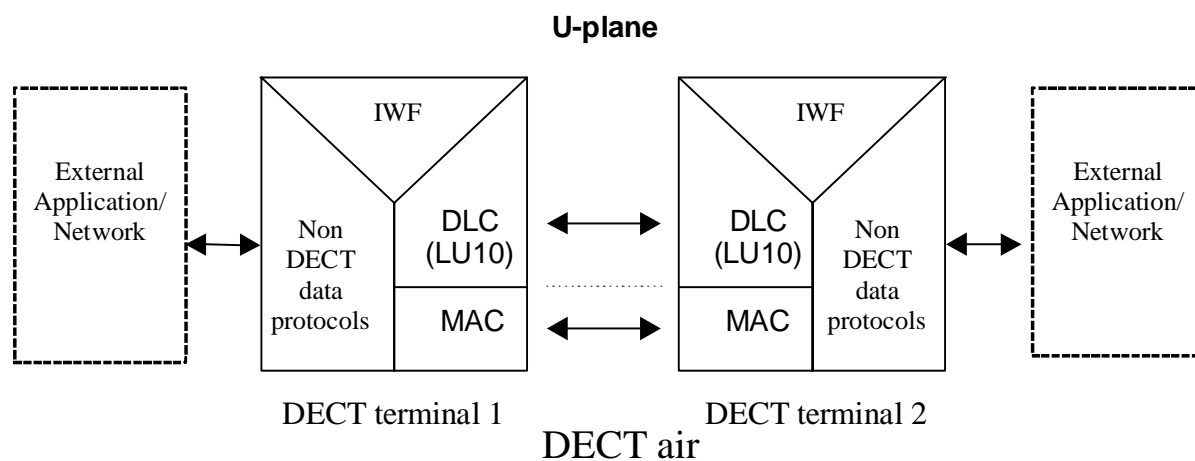 U-plane
External
Application/
Network
IWF
Non
DECT
data
protocols
DLC
(LU10)
MAC
IWF
DLC
(LU10)
MAC
Non
DECT
data
protocols
External
Application/
Network
DECT terminal 1
DECT terminal 2
DECT air